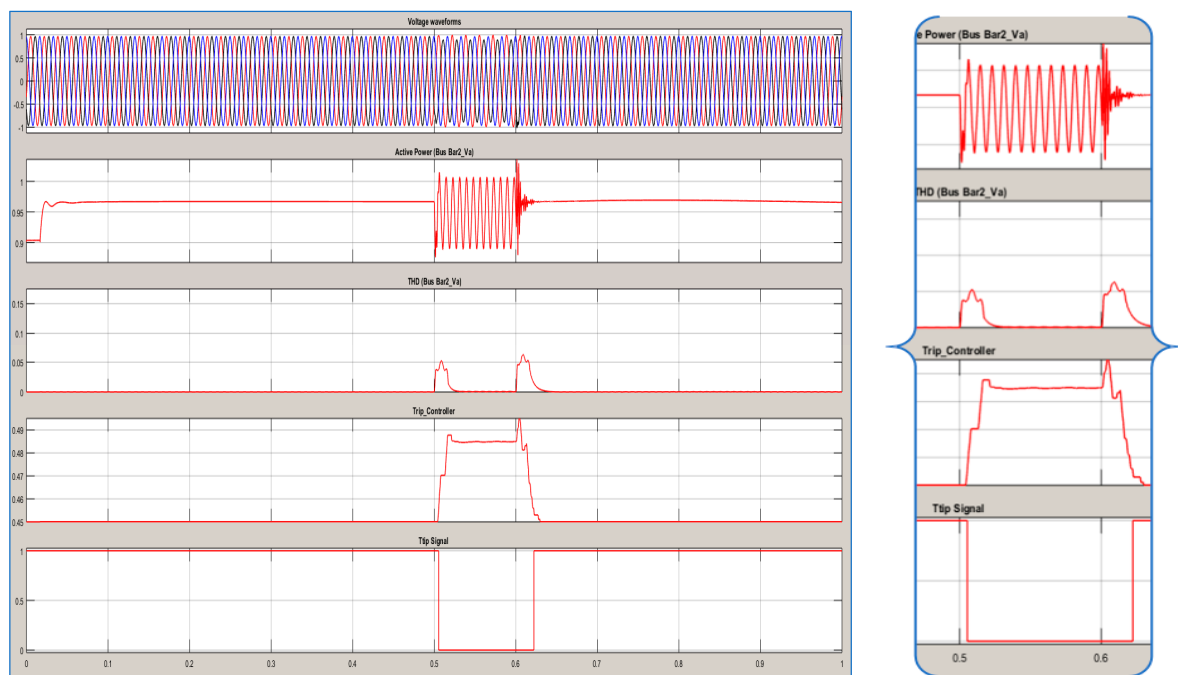 Voltage waveforms
1
0.5
0
-0.5
-1
Active Power (Bus Bar2_Va)
1
0.95
0.9
THD (Bus Bar2_Va)
0.15
0.1
0.05
0
Trip_Controller
0.49
0.48
0.47
0.46
0.45
Ttip Signal
1
0.5
0
0 0.1 0.2 0.3 0.4 0.5 0.6 0.7 0.8 0.9 1
e Power (Bus Bar2_Va)
THD (Bus Bar2_Va)
Trip_Controller
Ttip Signal
0.5 0.6